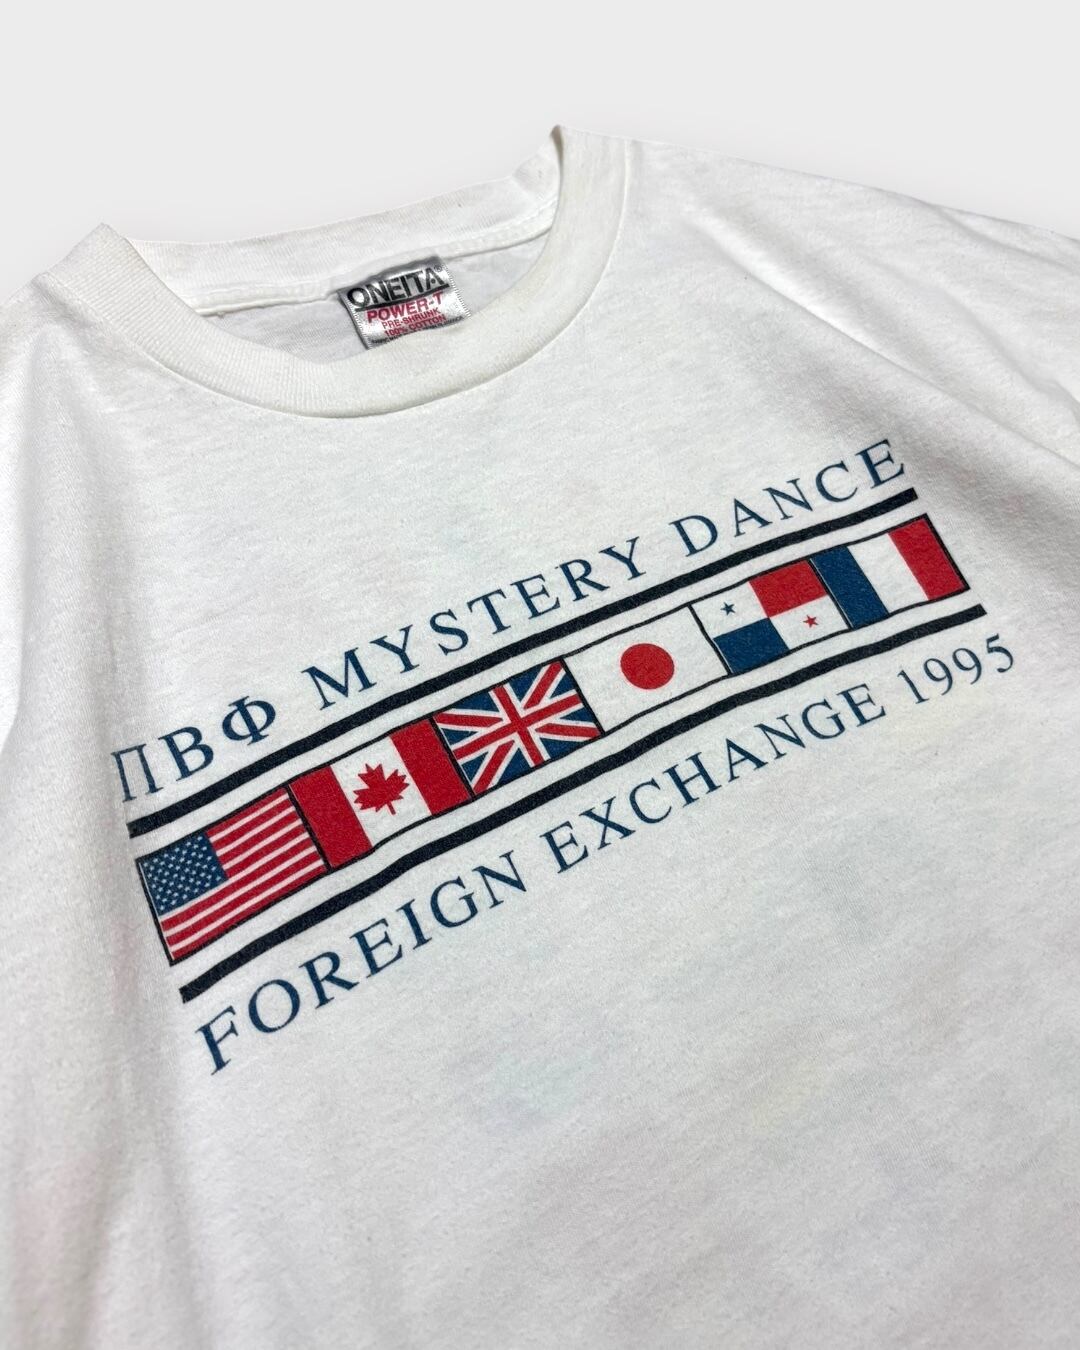 ONEITA®
POWER-T
PRE-SHRUNK
100% COTTON
ΠΒΦ MYSTERY DANCE
FOREIGN EXCHANGE 1995